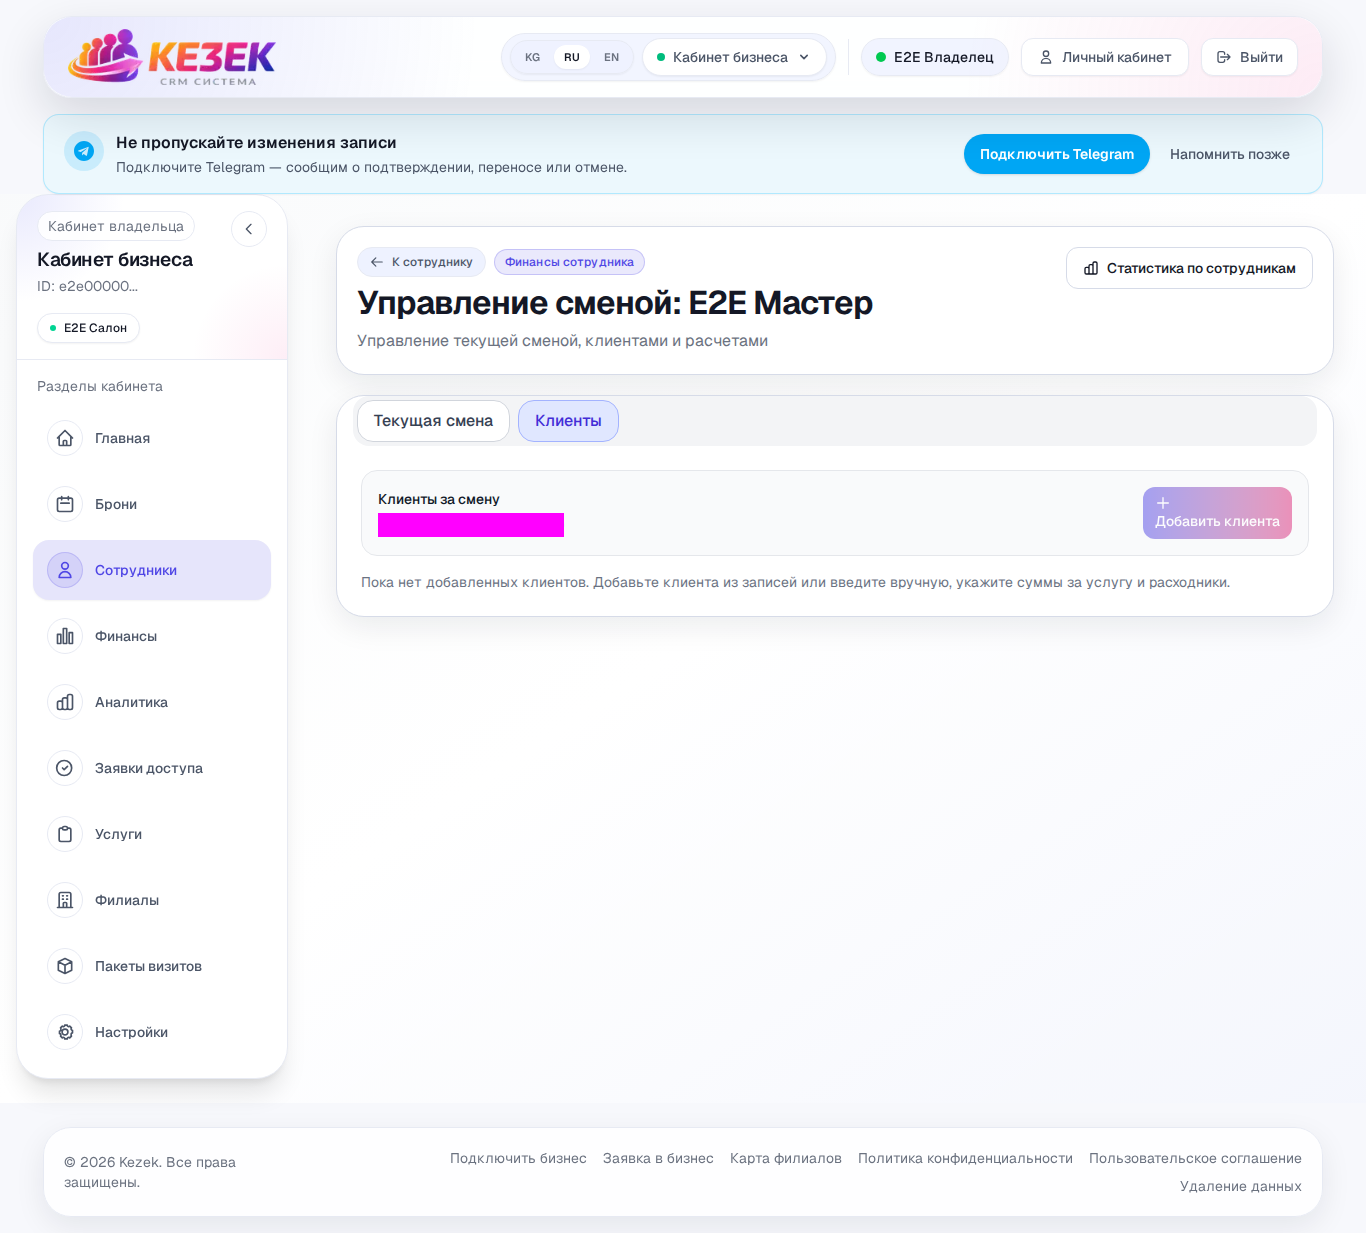 КЕЗЕК
CRM СИСТЕМА
KG
RU
EN
Кабинет бизнеса
E2E Владелец
Личный кабинет
Выйти
Не пропускайте изменения записи
Подключите Telegram — сообщим о подтверждении, переносе или отмене.
Подключить Telegram
Напомнить позже
Кабинет владельца
Кабинет бизнеса
ID: e2e00000...
E2E Салон
Разделы кабинета
Главная
Брони
Сотрудники
Финансы
Аналитика
Заявки доступа
Услуги
Филиалы
Пакеты визитов
Настройки
К сотруднику
Финансы сотрудника
Статистика по сотрудникам
Управление сменой: E2E Мастер
Управление текущей сменой, клиентами и расчетами
Текущая смена
Клиенты
Клиенты за смену
Добавить клиента
Пока нет добавленных клиентов. Добавьте клиента из записей или введите вручную, укажите суммы за услугу и расходники.
© 2026 Kezek. Все права
защищены.
Подключить бизнес
Заявка в бизнес
Карта филиалов
Политика конфиденциальности
Пользовательское соглашение
Удаление данных